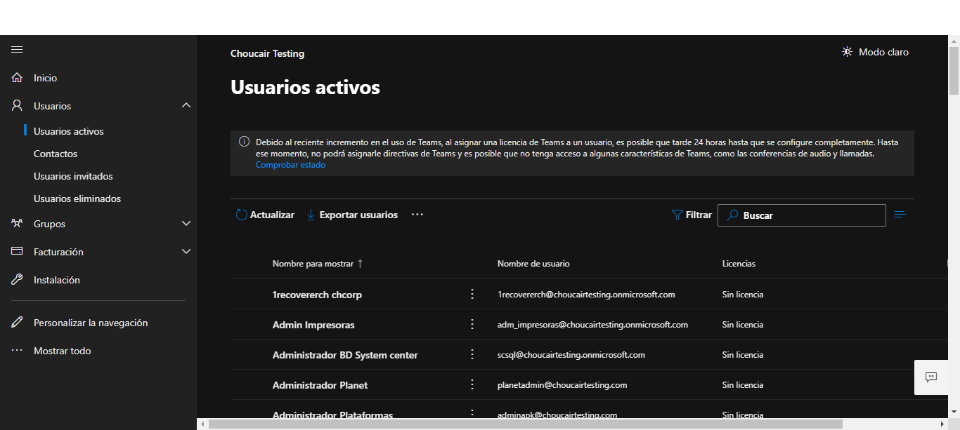 Choucair Testing
Modo claro
Inicio
Usuarios
Usuarios activos
Contactos
Usuarios invitados
Usuarios eliminados
Grupos
Facturación
Instalación
Personalizar la navegación
Mostrar todo
Usuarios activos
Debido al reciente incremento en el uso de Teams, al asignar una licencia de Teams a un usuario, es posible que tarde 24 horas hasta que se configure completamente. Hasta
ese momento, no podrá asignarle directivas de Teams y es posible que no tenga acceso a algunas características de Teams, como las conferencias de audio y llamadas.
Comprobar estado
Actualizar Exportar usuarios Filtrar Buscar
Nombre para mostrar ↑ Nombre de usuario Licencias
1recovererch chcorp 1recovererch@choucairtesting.onmicrosoft.com Sin licencia
Admin Impresoras adm_impresoras@choucairtesting.onmicrosoft.com Sin licencia
Administrador BD System center scsql@choucairtesting.onmicrosoft.com Sin licencia
Administrador Planet planetadmin@choucairtesting.com Sin licencia
Administrador Plataformas adminapk@choucairtesting.com Sin licencia